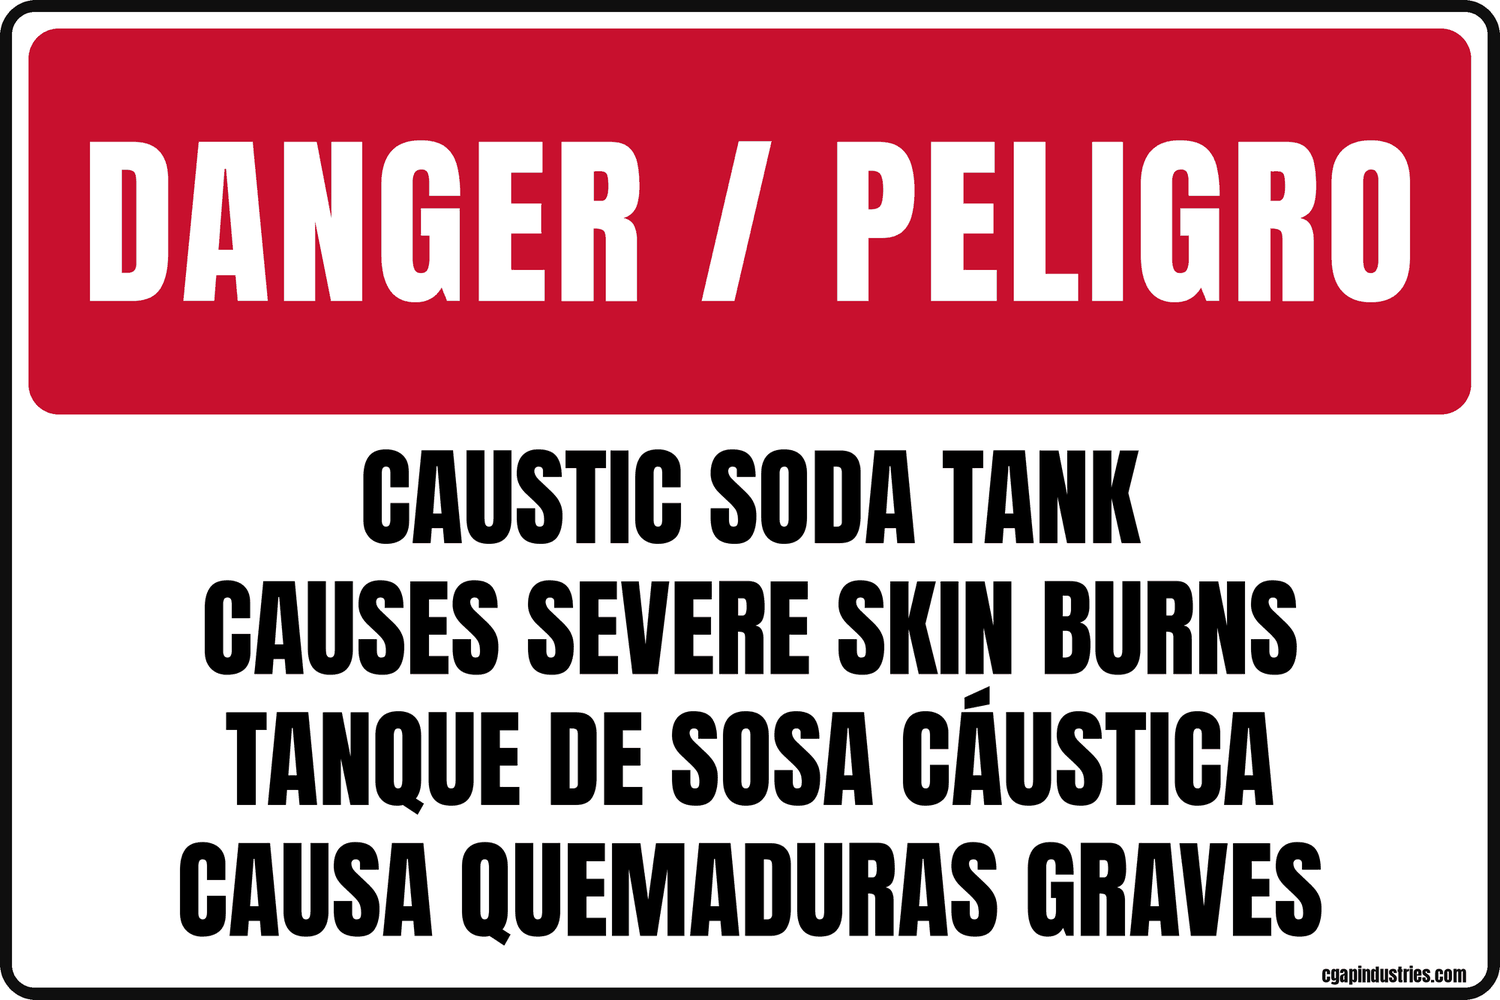 DANGER / PELIGRO
CAUSTIC SODA TANK
CAUSES SEVERE SKIN BURNS
TANQUE DE SOSA CÁUSTICA
CAUSA QUEMADURAS GRAVES
cgapindustries.com